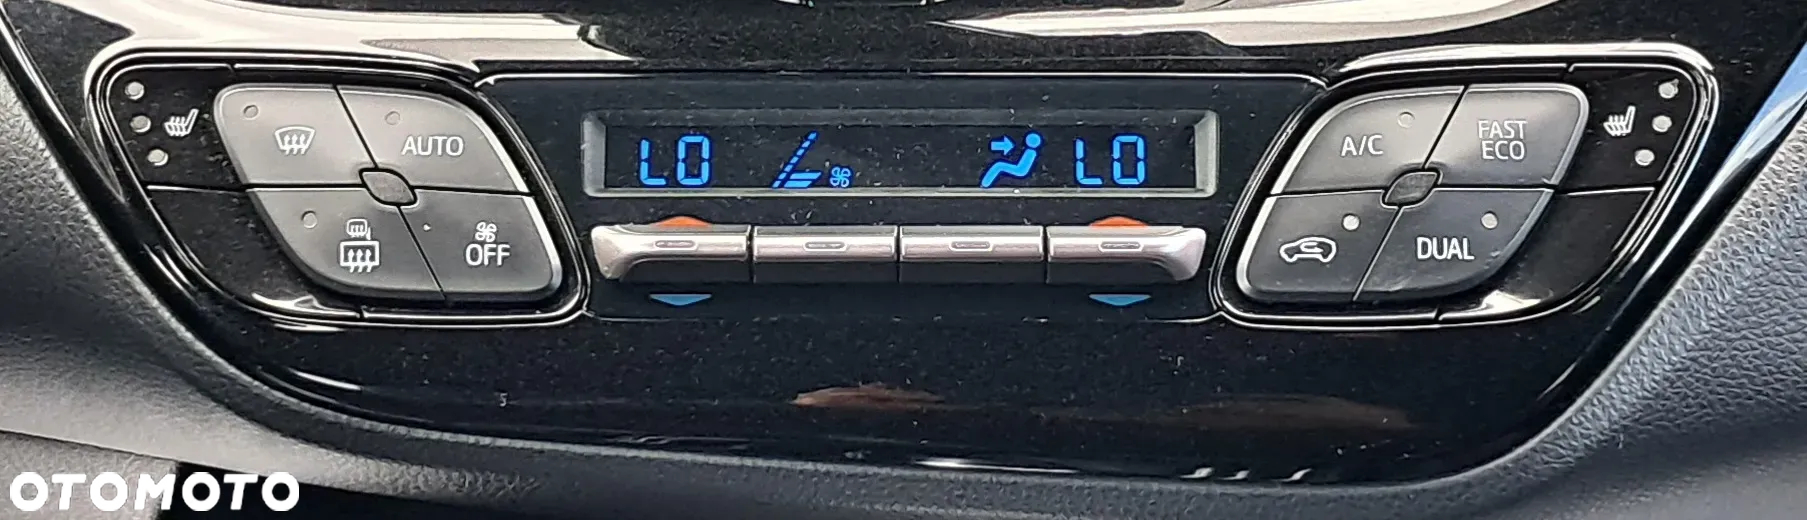 AUTO
OFF
LO
LO
A/C
FAST
ECO
DUAL
OTOMOTO